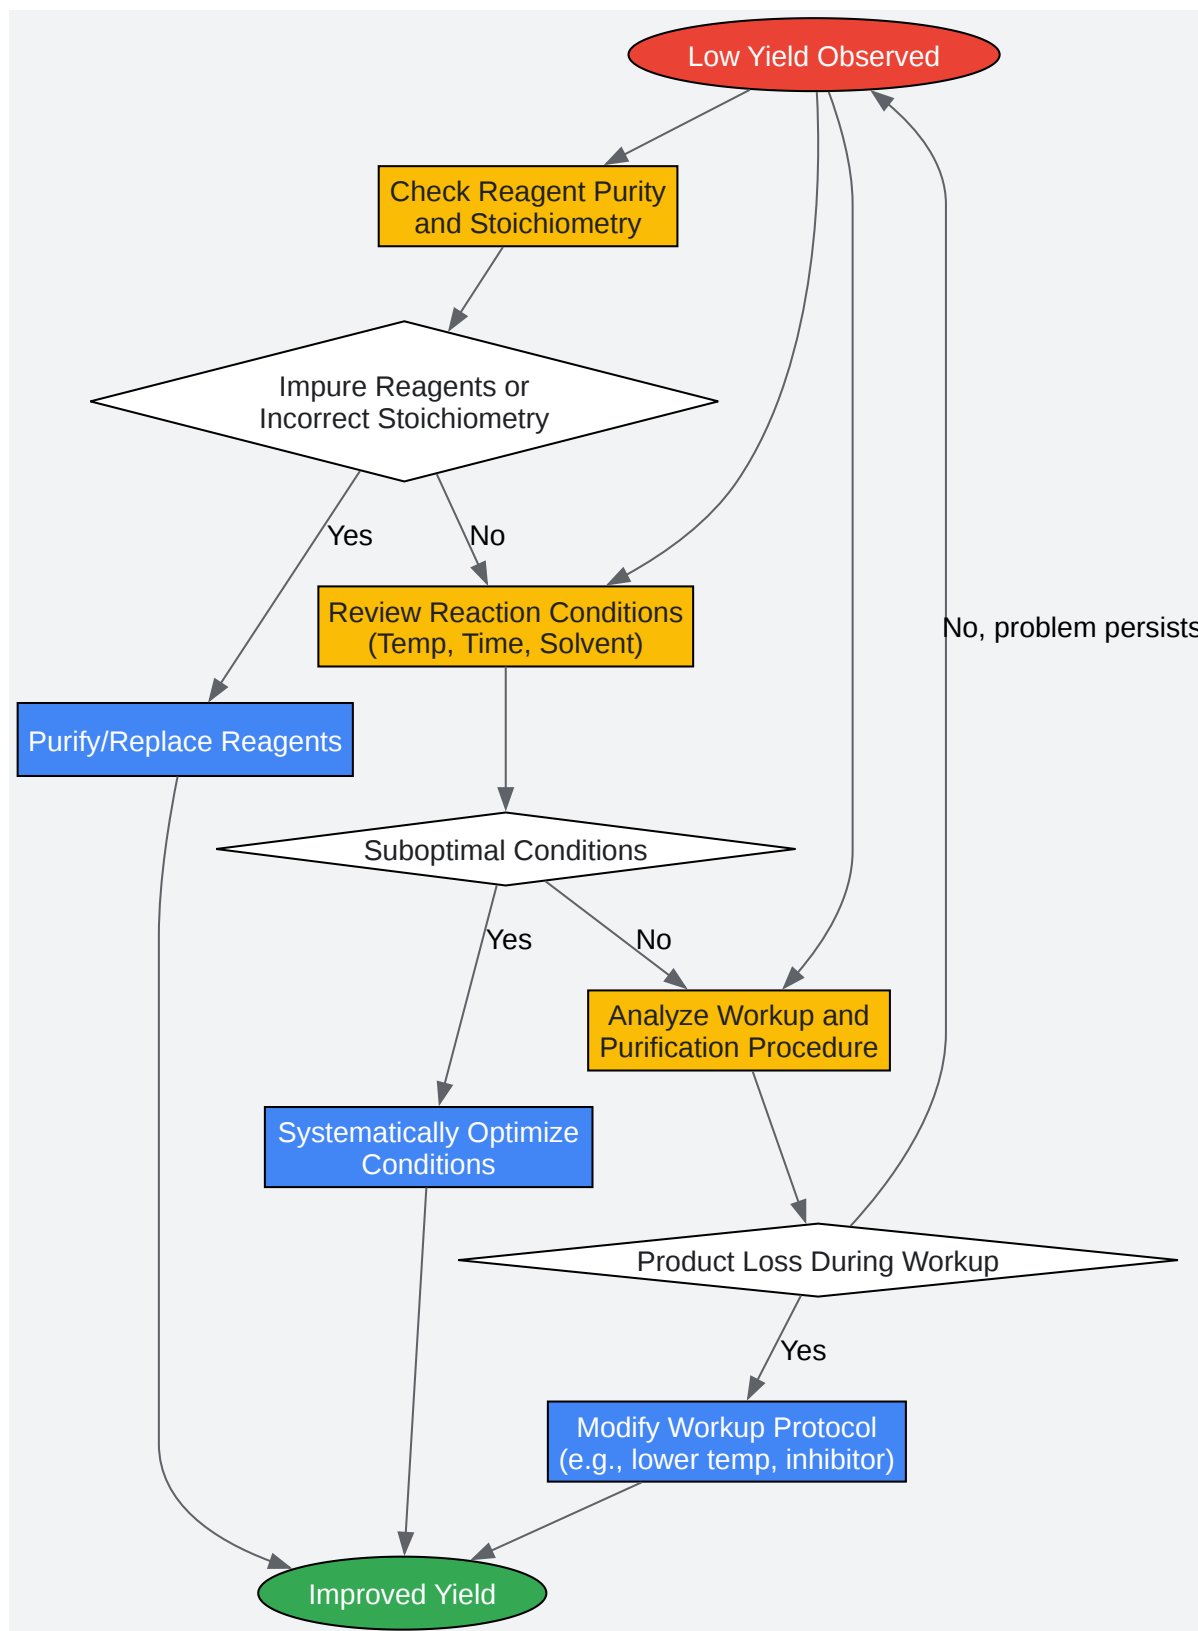 Low Yield Observed
Check Reagent Purity
and Stoichiometry
Impure Reagents or
Incorrect Stoichiometry
Yes
No
Review Reaction Conditions
(Temp, Time, Solvent)
No, problem persists
Purify/Replace Reagents
Suboptimal Conditions
Yes
No
Analyze Workup and
Purification Procedure
Systematically Optimize
Conditions
Product Loss During Workup
Yes
Modify Workup Protocol
(e.g., lower temp, inhibitor)
Improved Yield